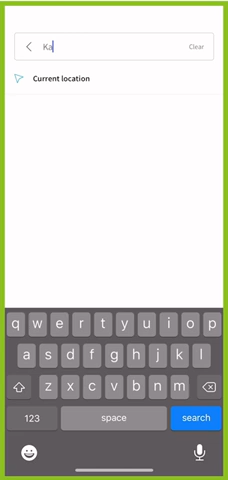 Ka
Clear
Current location
q w e r t y u i o p
a s d f g h j k l
z x c v b n m
123 space search